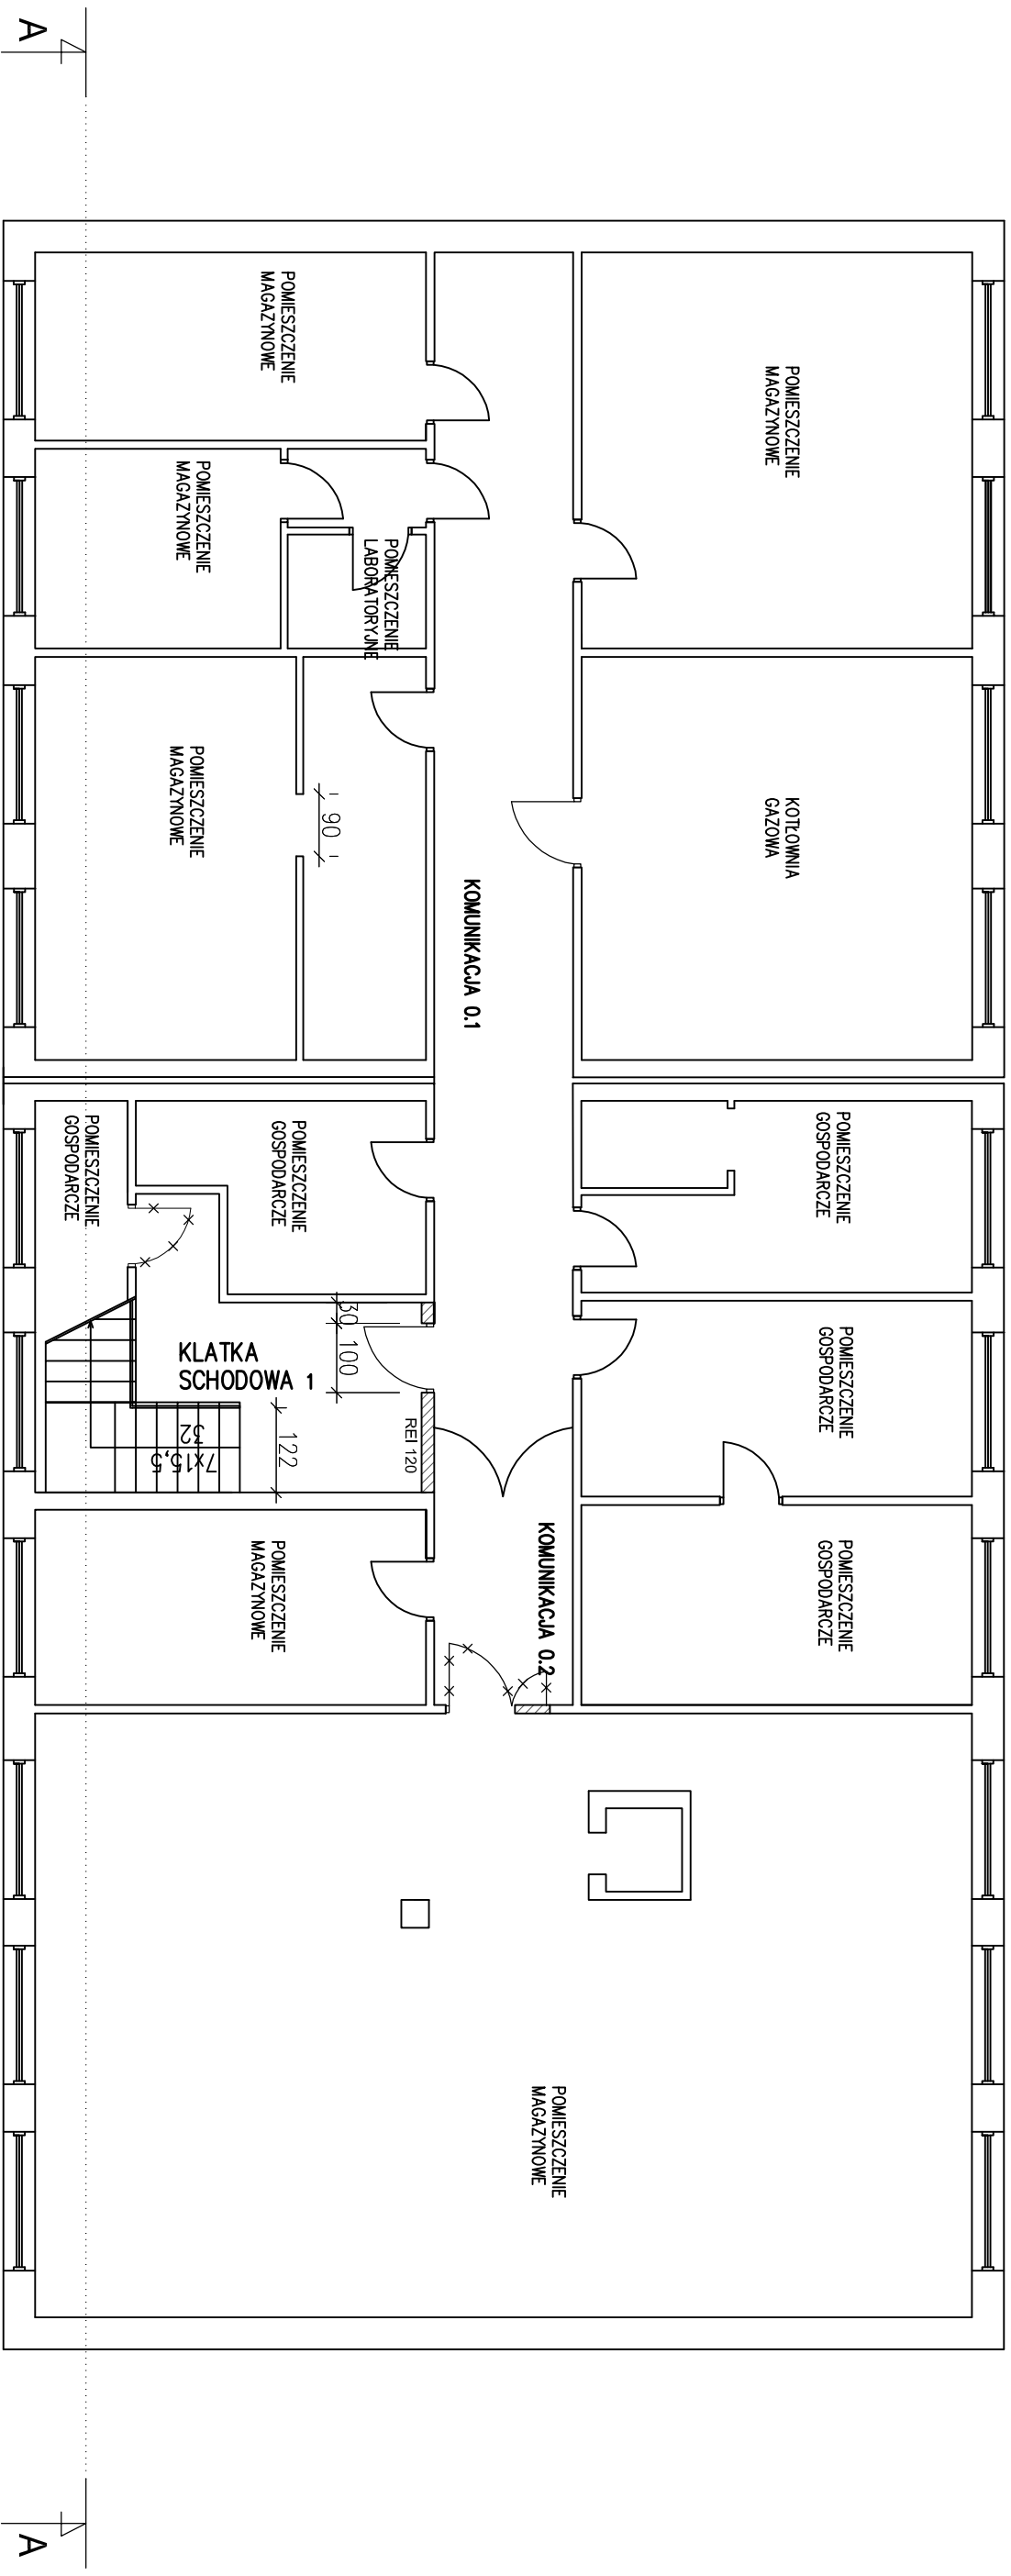 A
POMIESZCZENIE
MAGAZYNOWE
POMIESZCZENIE
MAGAZYNOWE
POMIESZCZENIE
MAGAZYNOWE
POMIESZCZENIE
LABORATORYJNE
POMIESZCZENIE
MAGAZYNOWE
90
KOTŁOWNIA
GAZOWA
KOMUNIKACJA 0.1
POMIESZCZENIE
GOSPODARCZE
POMIESZCZENIE
GOSPODARCZE
POMIESZCZENIE
GOSPODARCZE
30
100
KLATKA
SCHODOWA 1
POMIESZCZENIE
GOSPODARCZE
122
7x15,5
32
REI 120
KOMUNIKACJA 0.2
POMIESZCZENIE
GOSPODARCZE
POMIESZCZENIE
MAGAZYNOWE
POMIESZCZENIE
MAGAZYNOWE
A